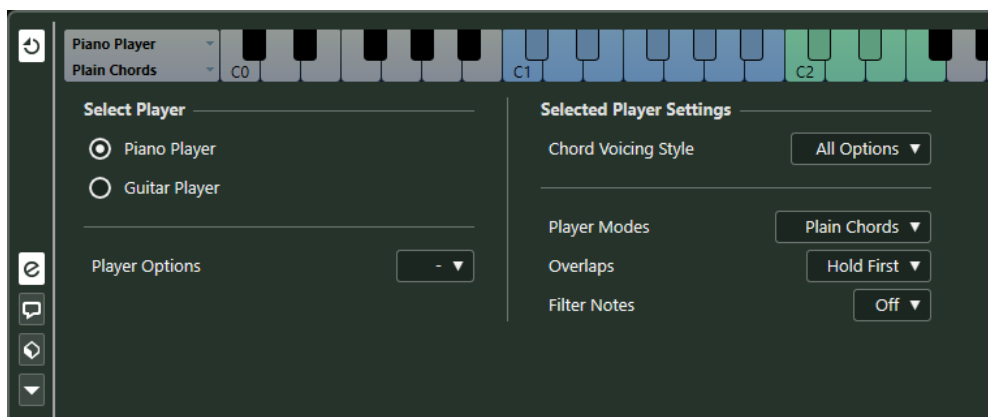 Piano Player
Plain Chords
C0
C1
C2
Select Player
Piano Player
Guitar Player
Player Options
-
Selected Player Settings
Chord Voicing Style
All Options
Player Modes
Plain Chords
Overlaps
Hold First
Filter Notes
Off